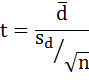 t = d̄ / (s_d / √n)